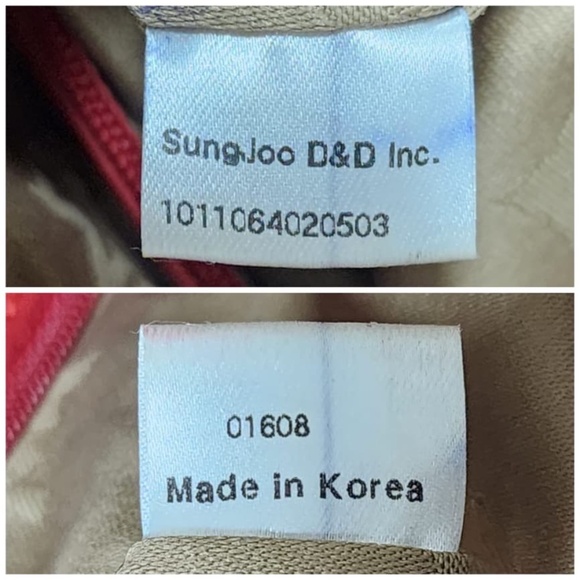 SungJoo D&D Inc.
1011064020503
01608
Made in Korea